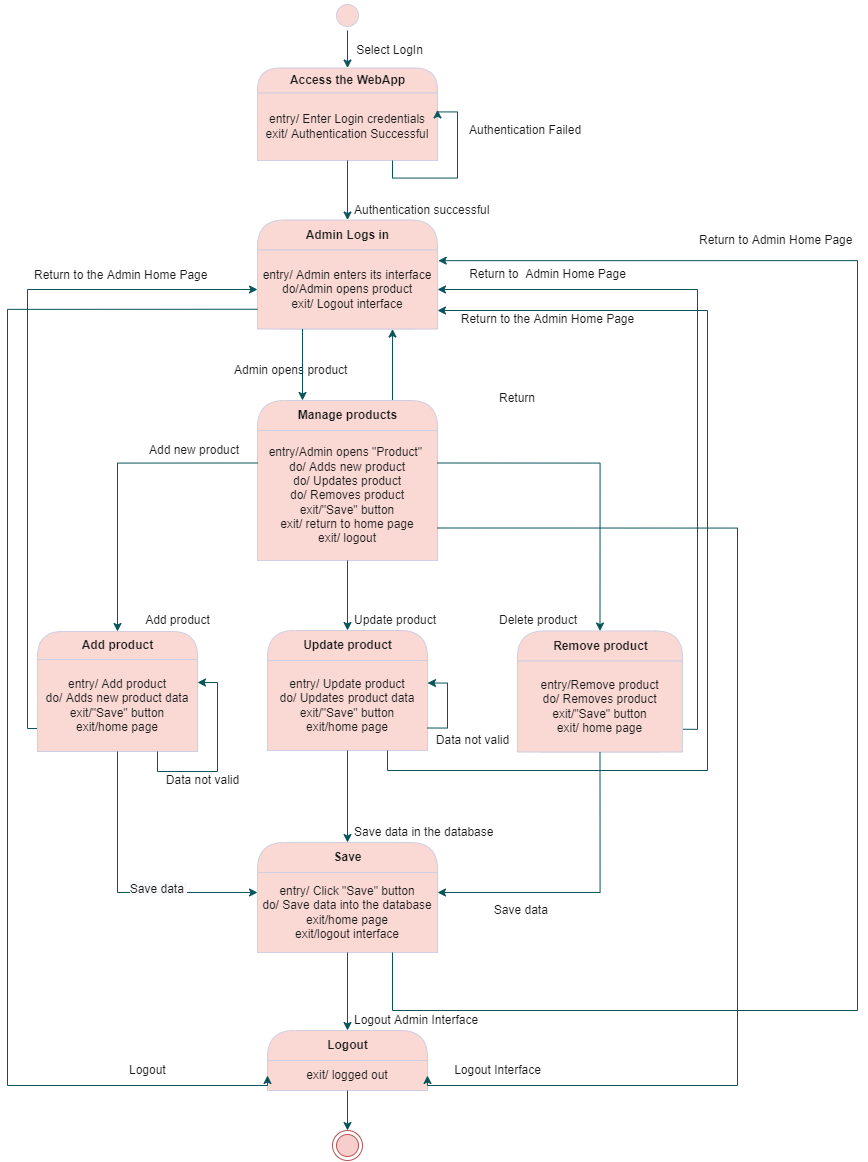 Select LogIn
Access the WebApp
entry/ Enter Login credentials
exit/ Authentication Successful
Authentication Failed
Authentication successful
Admin Logs in
Return to Admin Home Page
entry/ Admin enters its interface
do/Admin opens product
exit/ Logout interface
Return to the Admin Home Page
Return to  Admin Home Page
Return to the Admin Home Page
Admin opens product
Return
Manage products
entry/Admin opens "Product"
do/ Adds new product
do/ Updates product
do/ Removes product
exit/"Save" button
exit/ return to home page
exit/ logout
Add new product
Add product
Update product
Delete product
Add product
entry/ Add product
do/ Adds new product data
exit/"Save" button
exit/home page
Data not valid
Update product
entry/ Update product
do/ Updates product data
exit/"Save" button
exit/home page
Data not valid
Remove product
entry/Remove product
do/ Removes product
exit/"Save" button
exit/ home page
Save data in the database
Save
entry/ Click "Save" button
do/ Save data into the database
exit/home page
exit/logout interface
Save data
Save data
Logout Admin Interface
Logout
exit/ logged out
Logout
Logout Interface